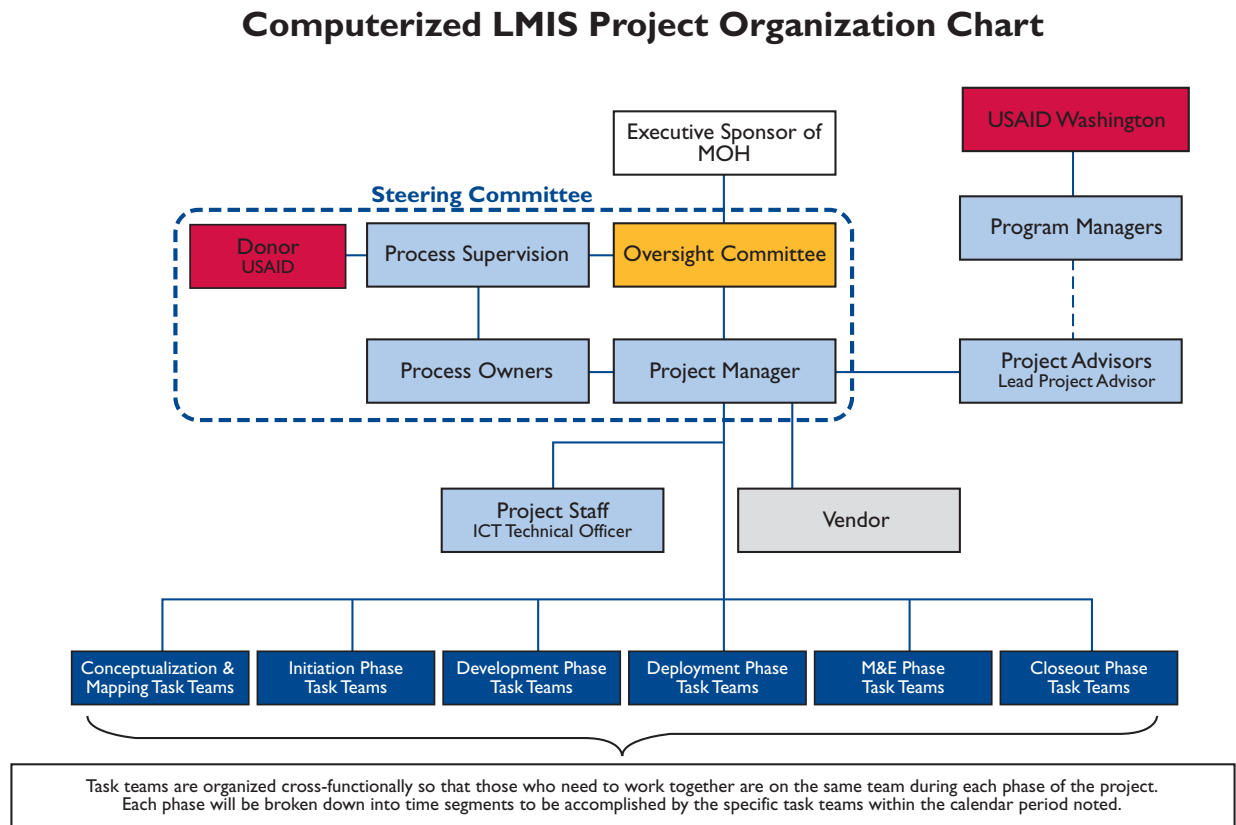 Computerized LMIS Project Organization Chart
Executive Sponsor of
MOH
USAID Washington
Steering Committee
Donor
USAID
Process Supervision
Oversight Committee
Program Managers
Process Owners
Project Manager
Project Advisors
Lead Project Advisor
Project Staff
ICT Technical Officer
Vendor
Conceptualization &
Mapping Task Teams
Initiation Phase
Task Teams
Development Phase
Task Teams
Deployment Phase
Task Teams
M&E Phase
Task Teams
Closeout Phase
Task Teams
Task teams are organized cross-functionally so that those who need to work together are on the same team during each phase of the project.
Each phase will be broken down into time segments to be accomplished by the specific task teams within the calendar period noted.